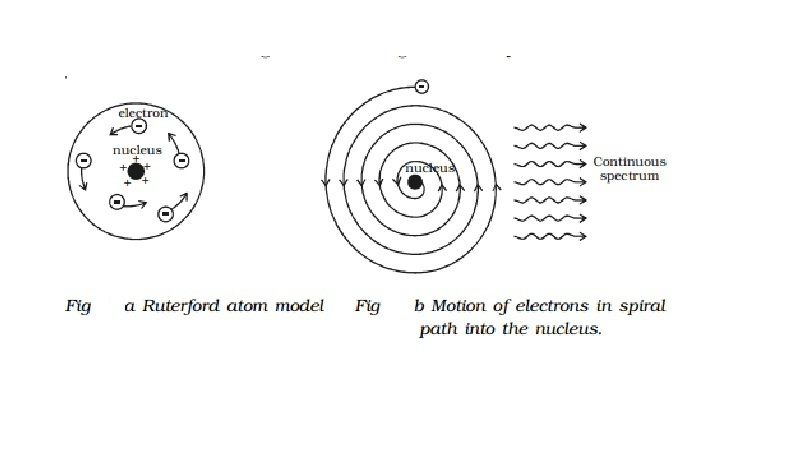 electron
nucleus
nucleus
Continuous
spectrum
Fig a Ruterford atom model
Fig b Motion of electrons in spiral
path into the nucleus.